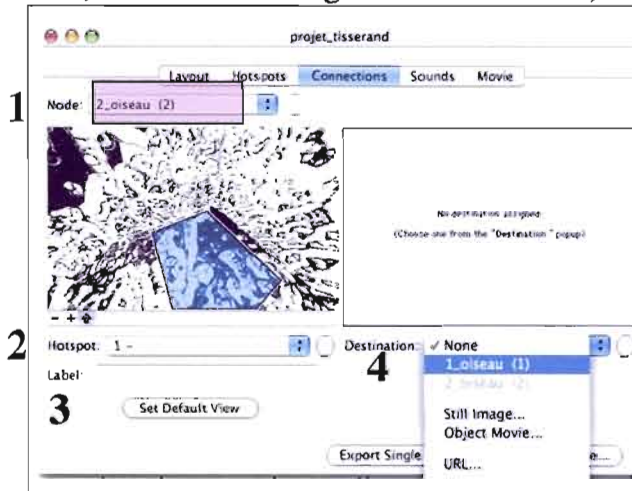 projet_tisserand
Layout Hotspots Connections Sounds Movie
1 Node: 2_oiseau (2)
No destination assigned
(Choose one from the "Destination" popup)
- +
2 Hotspot: 1 - Destination: ✓ None
4 1_oiseau (1)
Label: 2_oiseau (2)
3 Set Default View Still Image...
Object Movie...
Export Single e...
URL...